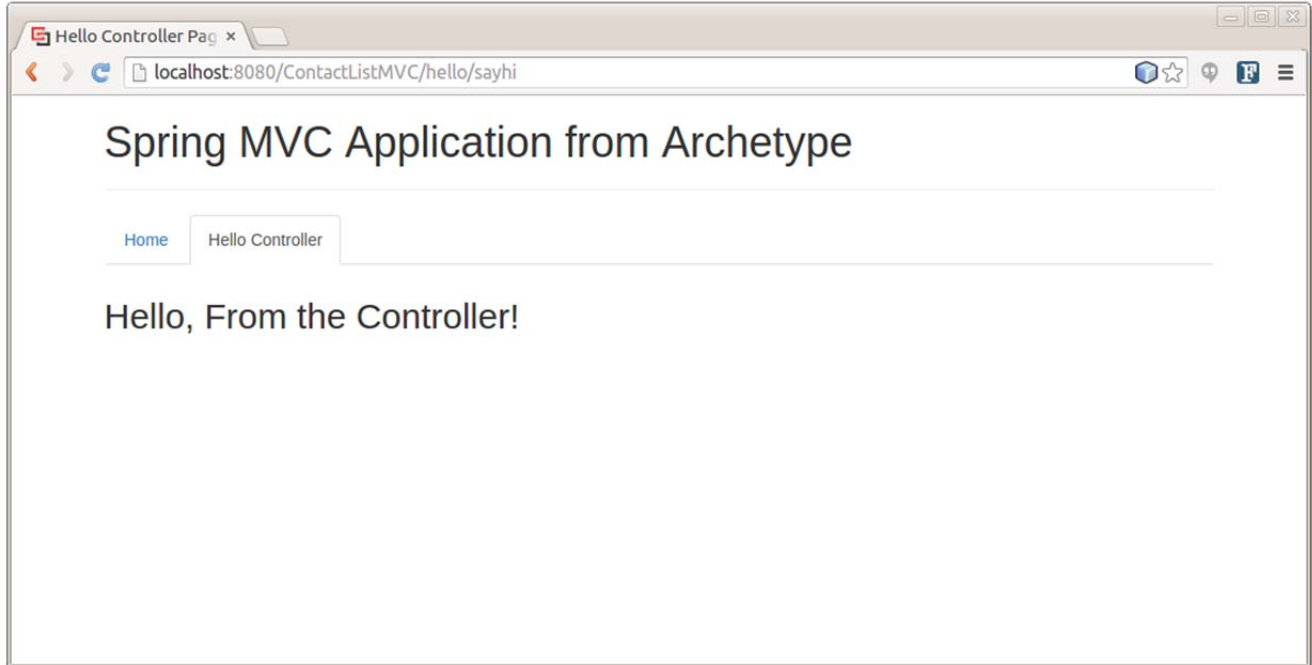 Hello Controller Pag
localhost:8080/ContactListMVC/hello/sayhi
Spring MVC Application from Archetype
Home
Hello Controller
Hello, From the Controller!